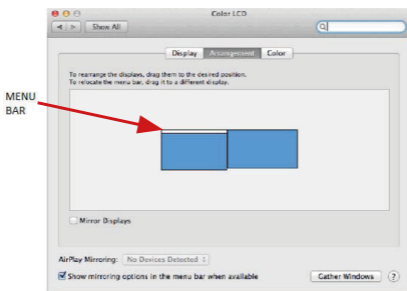 Color LCD
Show All
Display Arrangement Color
To rearrange the displays, drag them to the desired position.
To relocate the menu bar, drag it to a different display.
MENU
BAR
Mirror Displays
AirPlay Mirroring: No Devices Detected
Show mirroring options in the menu bar when available
Gather Windows ?